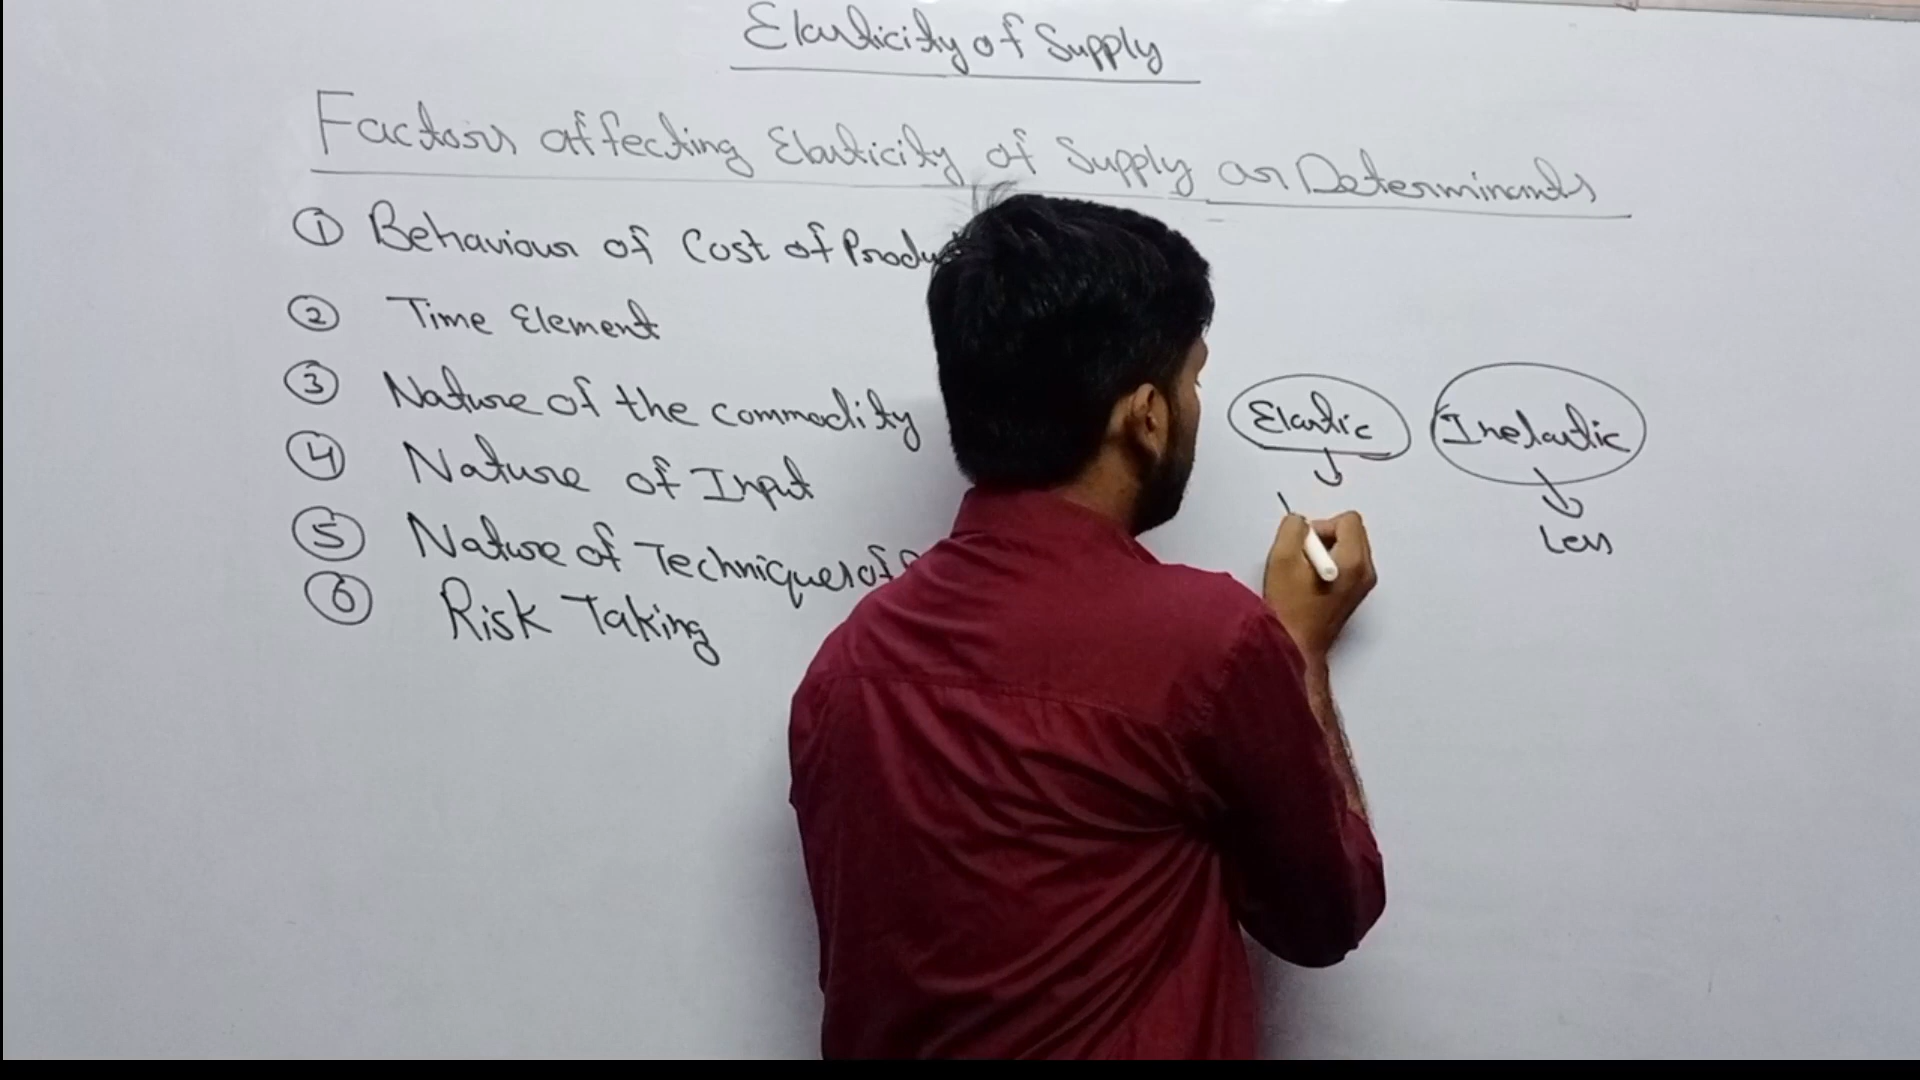 Elasticity of Supply
Factors affecting Elasticity of Supply or Determinants
① Behaviour of Cost of
② Time Element
③ Nature of the commodity
④ Nature of Input
⑤ Nature of Techniques of
⑥ Risk Taking
Elastic Inelastic
Less